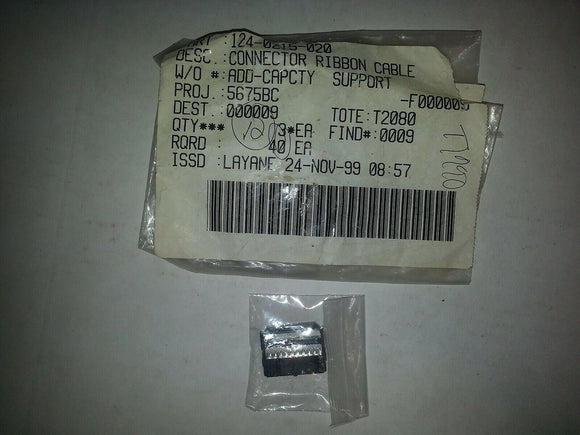 PART :124-0215-020
DESC.:CONNECTOR RIBBON CABLE
W/O #:ADD-CAPCTY SUPPORT
PROJ.:5675BC -F000009
DEST.:000009 TOTE:T2080
QTY*** 3*EA FIND#:0009
RQRD : 40 EA
ISSD :LAYANE 24-NOV-99 08:57